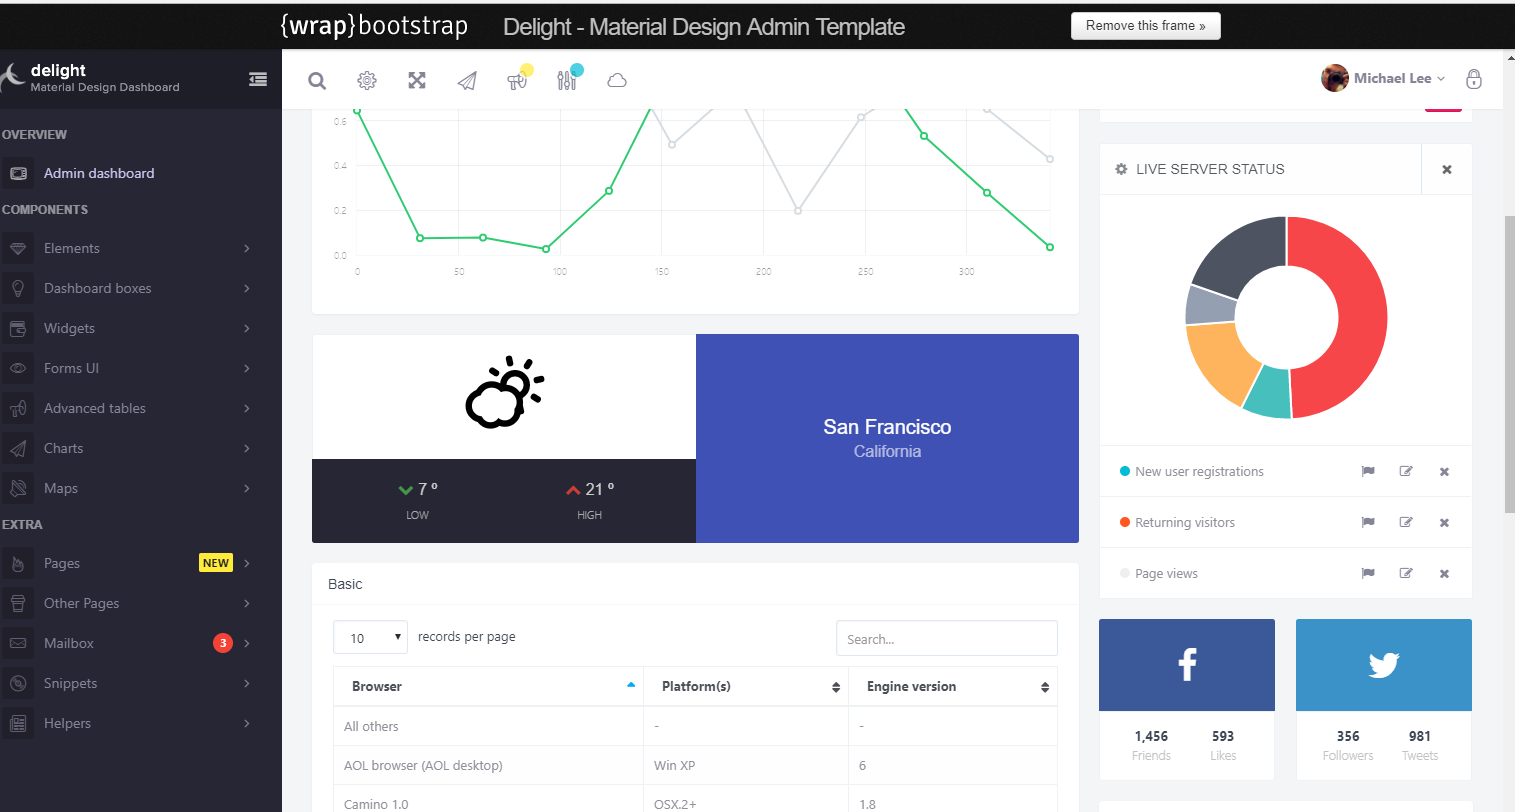 {wrap}bootstrap
Delight - Material Design Admin Template
Remove this frame »
delight
Material Design Dashboard
Michael Lee
OVERVIEW
Admin dashboard
COMPONENTS
Elements
Dashboard boxes
Widgets
Forms UI
Advanced tables
Charts
Maps
EXTRA
Pages NEW
Other Pages
Mailbox 3
Snippets
Helpers
0.6
0.4
0.2
0.0
0 50 100 150 200 250 300
7 º
LOW
21 º
HIGH
San Francisco
California
Basic
10 records per page
Search...
Browser Platform(s) Engine version
All others - -
AOL browser (AOL desktop) Win XP 6
Camino 1.0 OSX.2+ 1.8
LIVE SERVER STATUS
New user registrations
Returning visitors
Page views
1,456 593
Friends Likes
356 981
Followers Tweets